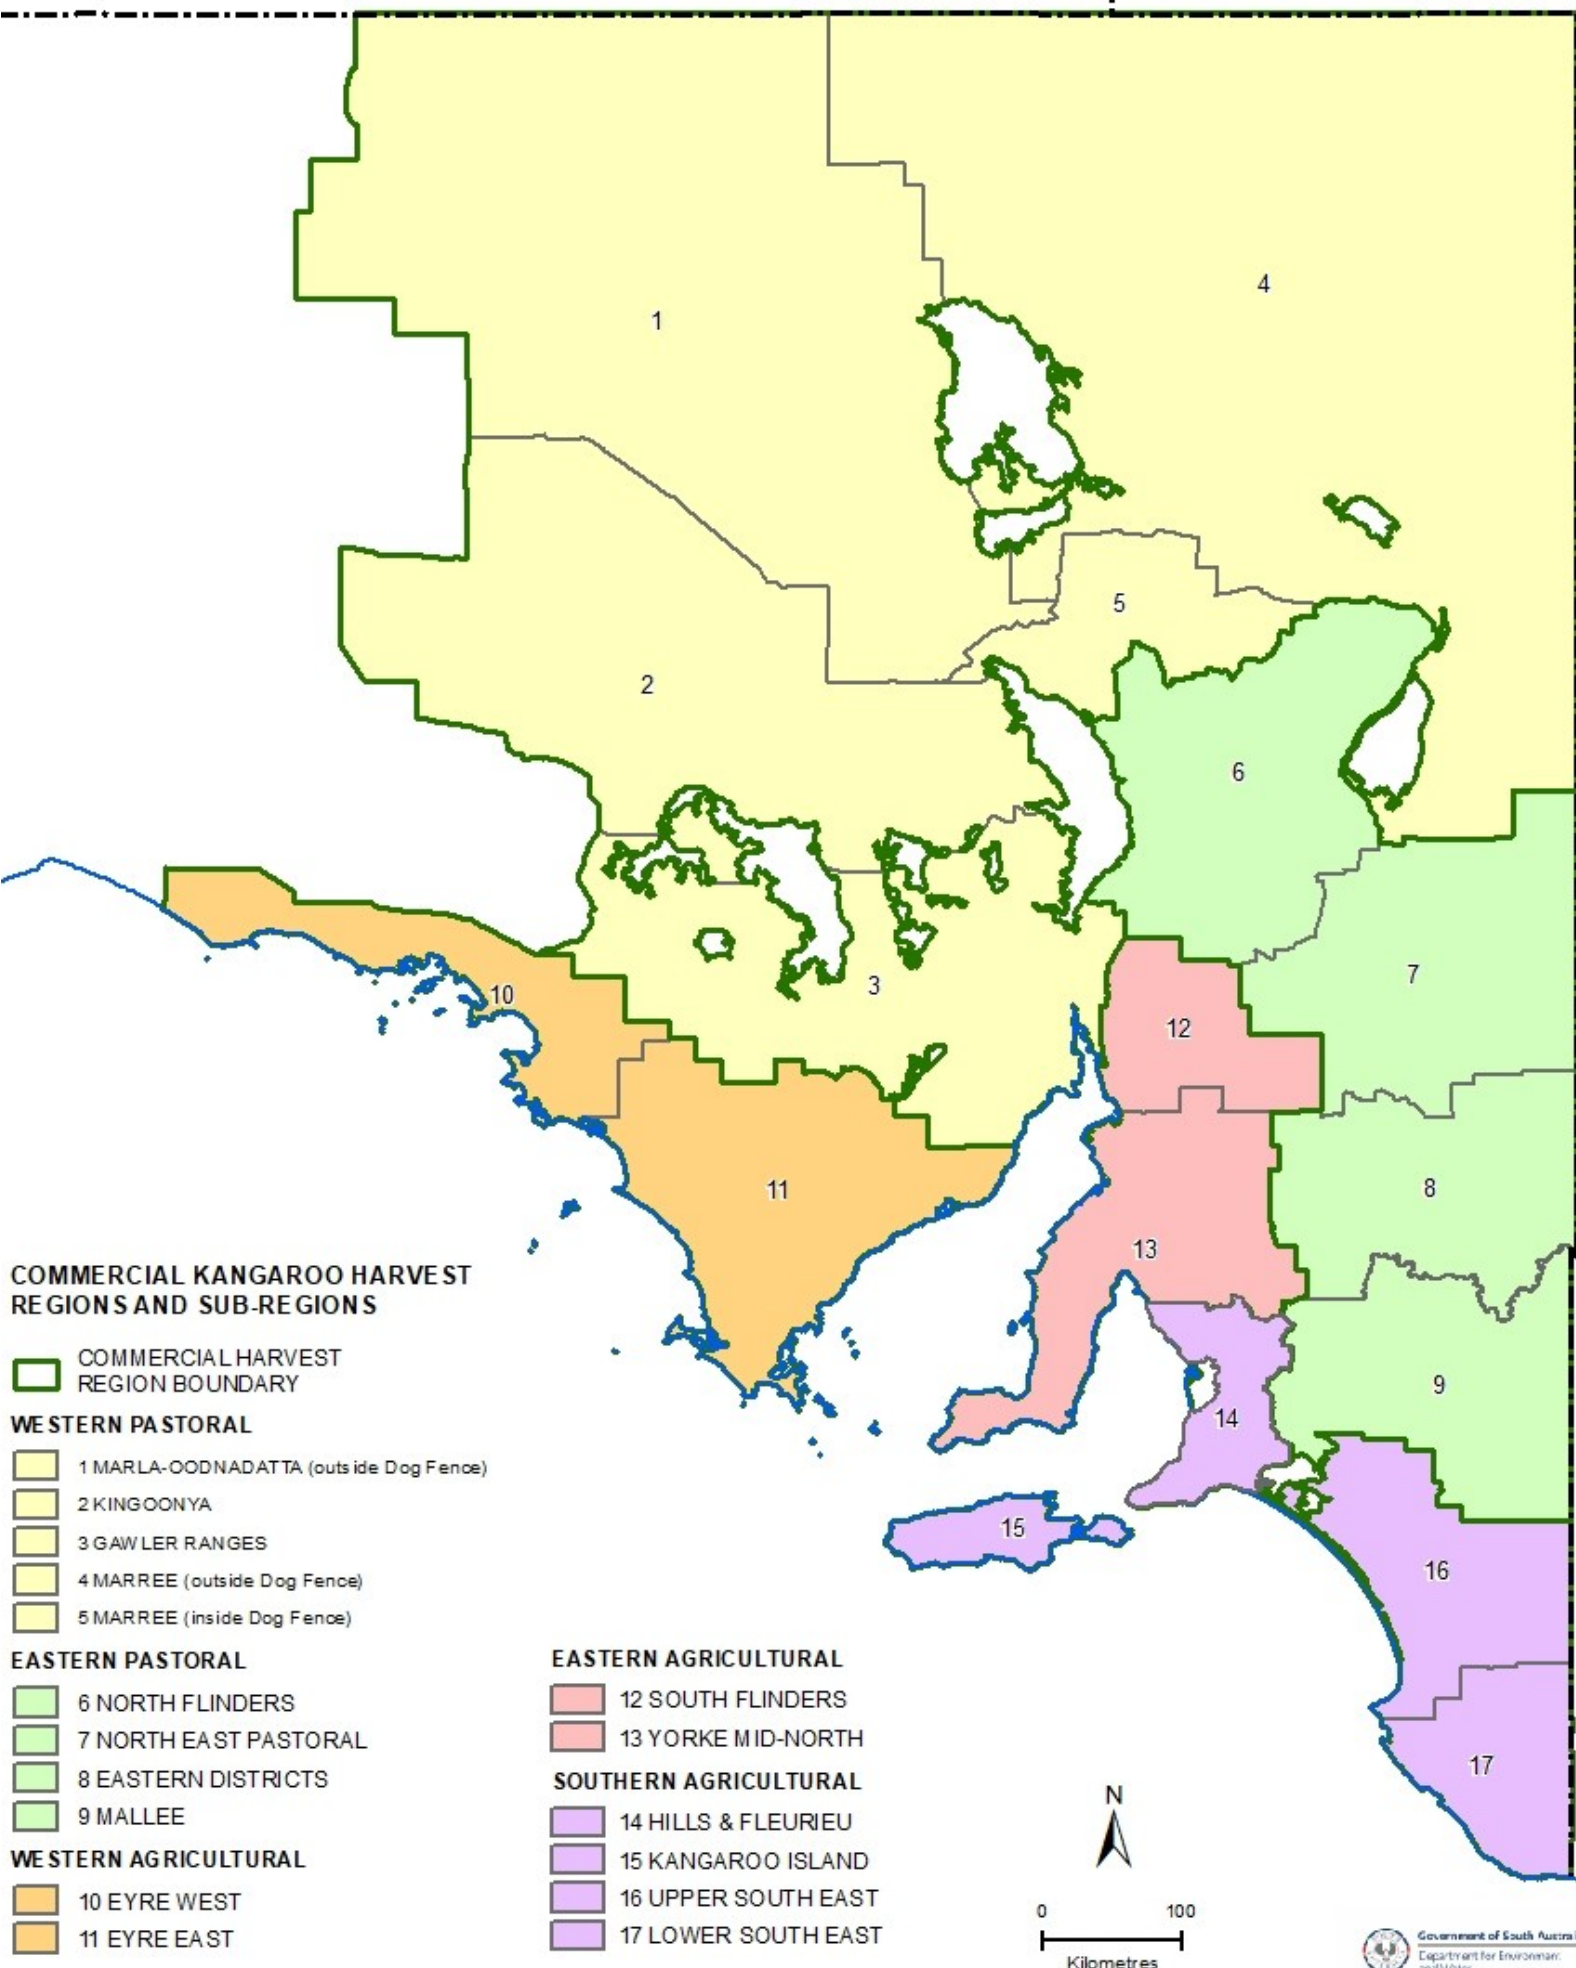 1
4
5
2
6
3
7
10
12
11
8
13
9
14
15
16
17
COMMERCIAL KANGAROO HARVEST
REGIONS AND SUB-REGIONS
COMMERCIAL HARVEST
REGION BOUNDARY
WESTERN PASTORAL
1 MARLA-OODNADATTA (outside Dog Fence)
2 KINGOONYA
3 GAWLER RANGES
4 MARREE (outside Dog Fence)
5 MARREE (inside Dog Fence)
EASTERN PASTORAL
6 NORTH FLINDERS
7 NORTH EAST PASTORAL
8 EASTERN DISTRICTS
9 MALLEE
WESTERN AGRICULTURAL
10 EYRE WEST
11 EYRE EAST
EASTERN AGRICULTURAL
12 SOUTH FLINDERS
13 YORKE MID-NORTH
SOUTHERN AGRICULTURAL
14 HILLS & FLEURIEU
15 KANGAROO ISLAND
16 UPPER SOUTH EAST
17 LOWER SOUTH EAST
N
0 100
Kilometres
Government of South
Department for Environment